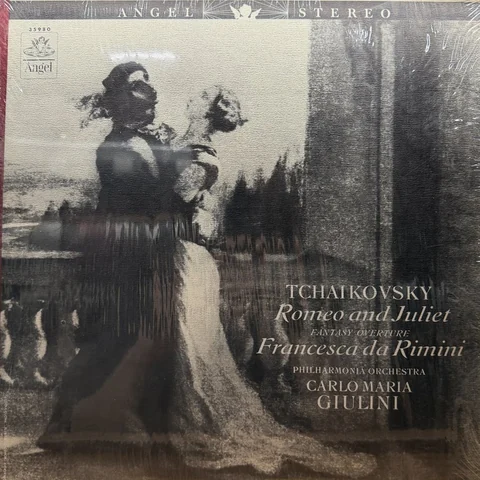 ANGEL STEREO
35980
Angel
TCHAIKOVSKY
Romeo and Juliet
FANTASY OVERTURE
Francesca da Rimini
PHILHARMONIA ORCHESTRA
CARLO MARIA
GIULINI